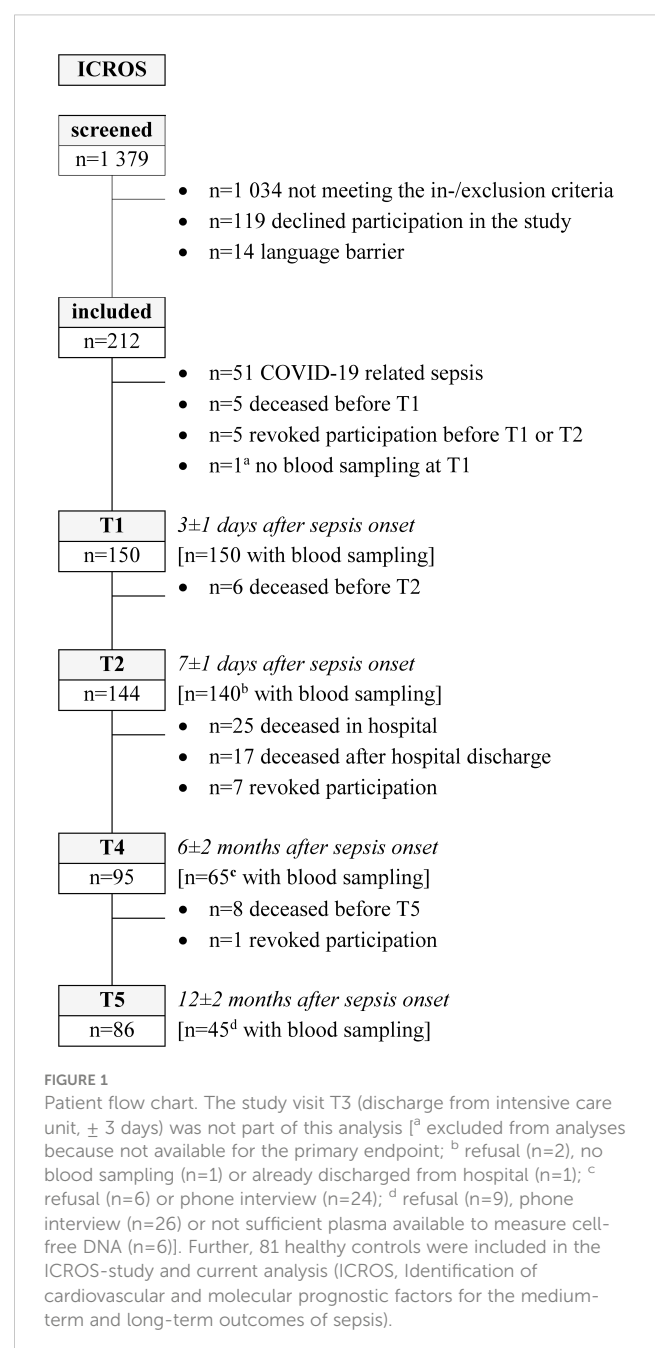 ICROS
screened
n=1 379
• n=1 034 not meeting the in-/exclusion criteria
• n=119 declined participation in the study
• n=14 language barrier
included
n=212
• n=51 COVID-19 related sepsis
• n=5 deceased before T1
• n=5 revoked participation before T1 or T2
• n=1ᵃ no blood sampling at T1
T1 3±1 days after sepsis onset
n=150 [n=150 with blood sampling]
• n=6 deceased before T2
T2 7±1 days after sepsis onset
n=144 [n=140ᵇ with blood sampling]
• n=25 deceased in hospital
• n=17 deceased after hospital discharge
• n=7 revoked participation
T4 6±2 months after sepsis onset
n=95 [n=65ᶜ with blood sampling]
• n=8 deceased before T5
• n=1 revoked participation
T5 12±2 months after sepsis onset
n=86 [n=45ᵈ with blood sampling]
FIGURE 1
Patient flow chart. The study visit T3 (discharge from intensive care
unit, ± 3 days) was not part of this analysis [ᵃ excluded from analyses
because not available for the primary endpoint; ᵇ refusal (n=2), no
blood sampling (n=1) or already discharged from hospital (n=1); ᶜ
refusal (n=6) or phone interview (n=24); ᵈ refusal (n=9), phone
interview (n=26) or not sufficient plasma available to measure cell-
free DNA (n=6)]. Further, 81 healthy controls were included in the
ICROS-study and current analysis (ICROS, Identification of
cardiovascular and molecular prognostic factors for the medium-
term and long-term outcomes of sepsis).